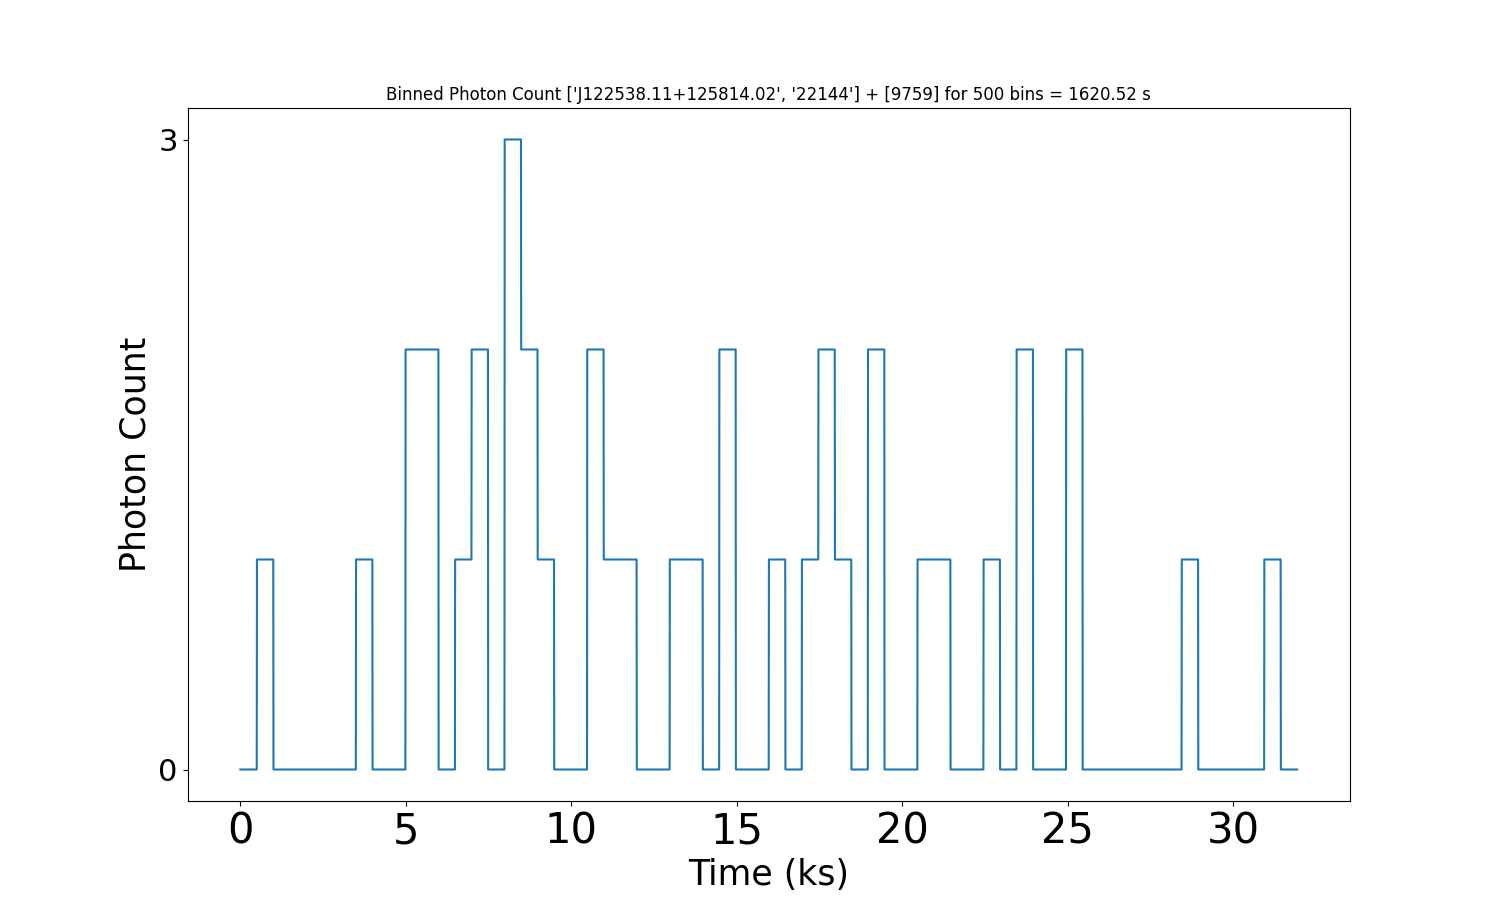 Binned Photon Count ['J122538.11+125814.02', '22144'] + [9759] for 500 bins = 1620.52 s
3
0
Photon Count
0 5 10 15 20 25 30
Time (ks)